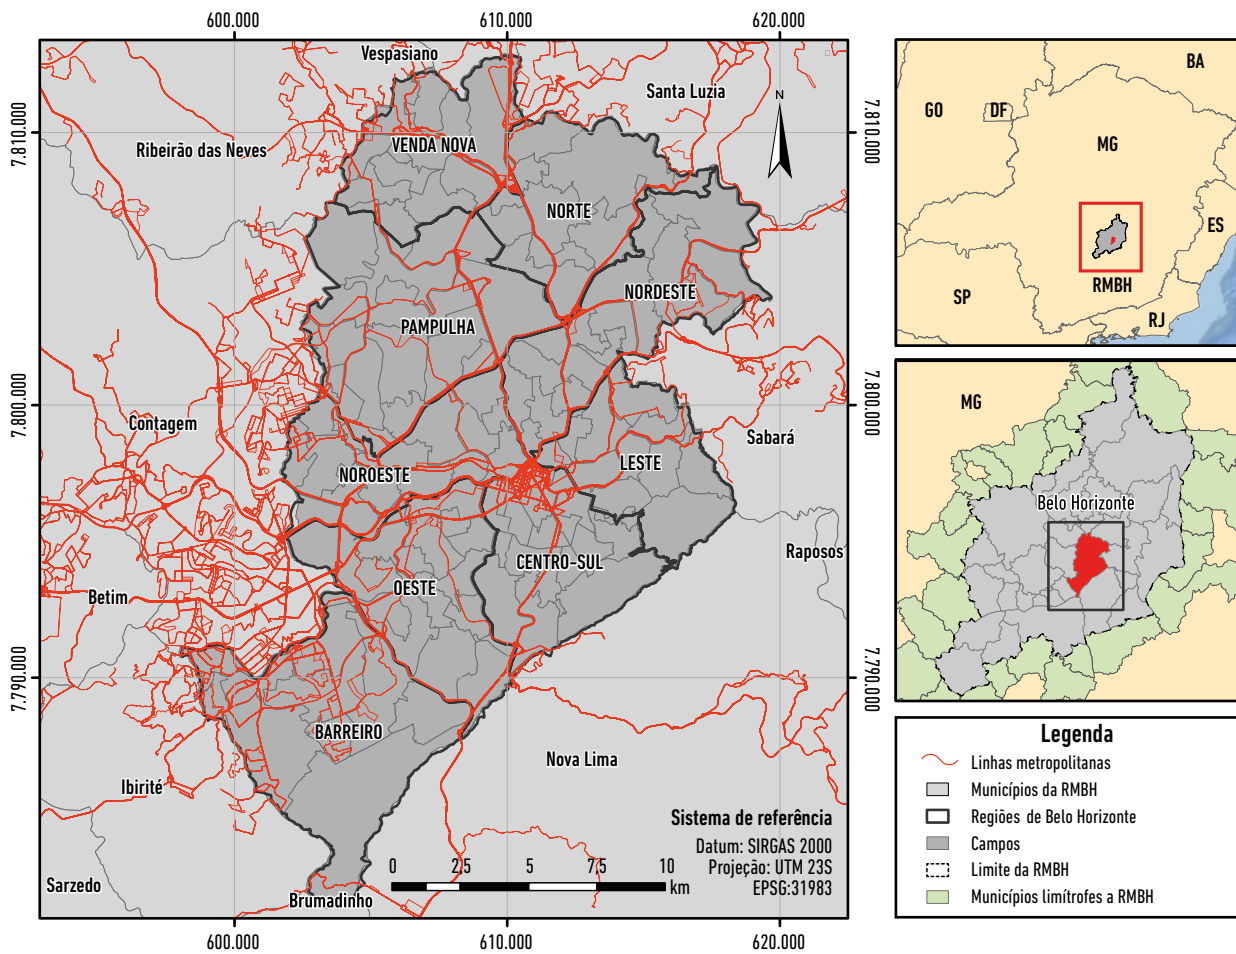 600.000
610.000
620.000
Vespasiano
Santa Luzia
N
7.810.000
7.810.000
Ribeirão das Neves
VENDA NOVA
NORTE
NORDESTE
PAMPULHA
7.800.000
7.800.000
Contagem
Sabará
NOROESTE
LESTE
CENTRO-SUL
Raposos
OESTE
Betim
7.790.000
7.790.000
BARREIRO
Nova Lima
Ibirité
Sistema de referência
Datum: SIRGAS 2000
Projeção: UTM 23S
EPSG:31983
0
2,5
5
7,5
10
km
Sarzedo
Brumadinho
600.000
610.000
620.000
BA
GO
DF
MG
ES
RMBH
SP
RJ
MG
Belo Horizonte
Legenda
Linhas metropolitanas
Municípios da RMBH
Regiões de Belo Horizonte
Campos
Limite da RMBH
Municípios limítrofes a RMBH